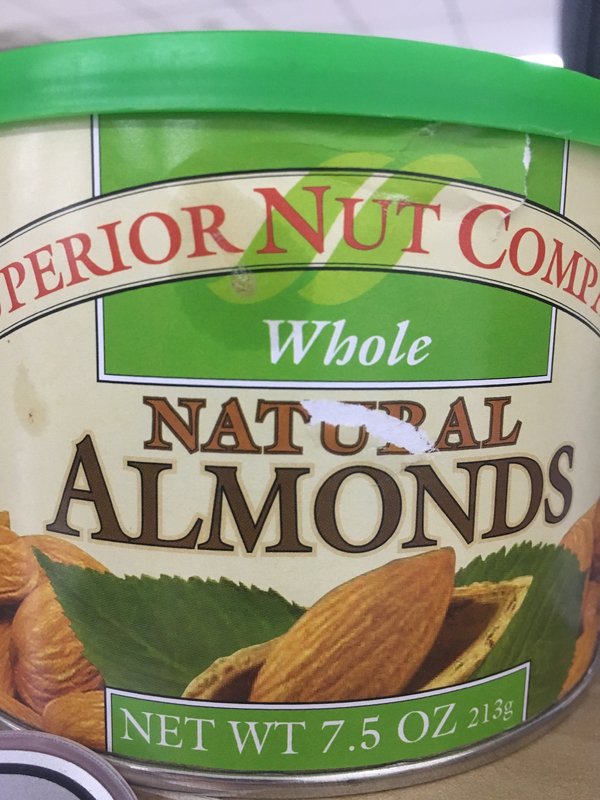 PERIOR NUT COMP
Whole
NATURAL
ALMONDS
NET WT 7.5 OZ 213g